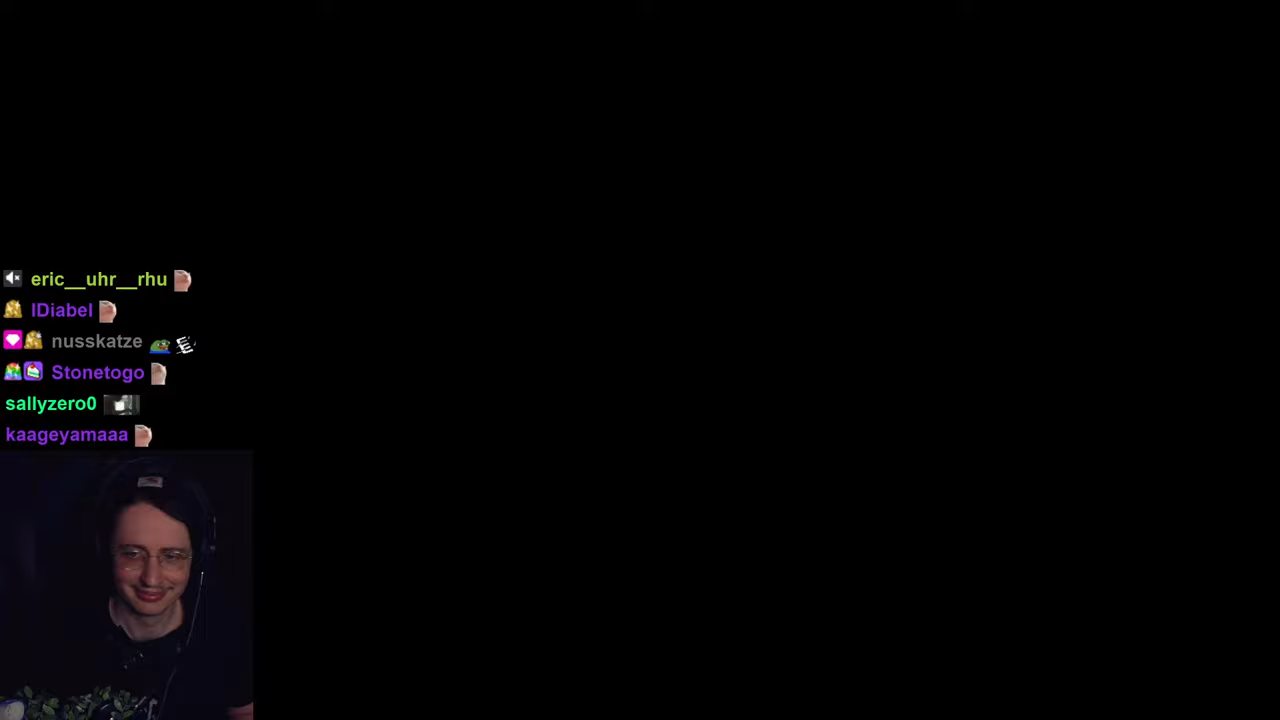 eric__uhr__rhu
IDiabel
nusskatze
Stonetogo
sallyzero0
kaageyamaaa